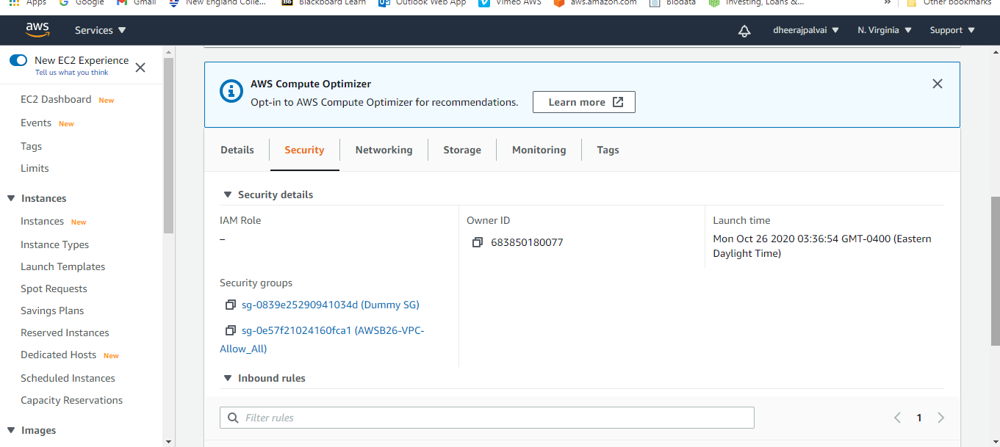 Apps Google Gmail New England Colle... Bb Blackboard Learn Outlook Web App Vimeo AWS aws.amazon.com Biodata Investing, Loans &... » Other bookmarks
aws Services dheerajpalvai N. Virginia Support
New EC2 Experience
Tell us what you think
EC2 Dashboard New
Events New
Tags
Limits
Instances
Instances New
Instance Types
Launch Templates
Spot Requests
Savings Plans
Reserved Instances
Dedicated Hosts New
Scheduled Instances
Capacity Reservations
Images
AWS Compute Optimizer
Opt-in to AWS Compute Optimizer for recommendations. Learn more
Details Security Networking Storage Monitoring Tags
Security details
IAM Role
–
Owner ID
683850180077
Launch time
Mon Oct 26 2020 03:36:54 GMT-0400 (Eastern
Daylight Time)
Security groups
sg-0839e25290941034d (Dummy SG)
sg-0e57f21024160fca1 (AWSB26-VPC-
Allow_All)
Inbound rules
Filter rules 1